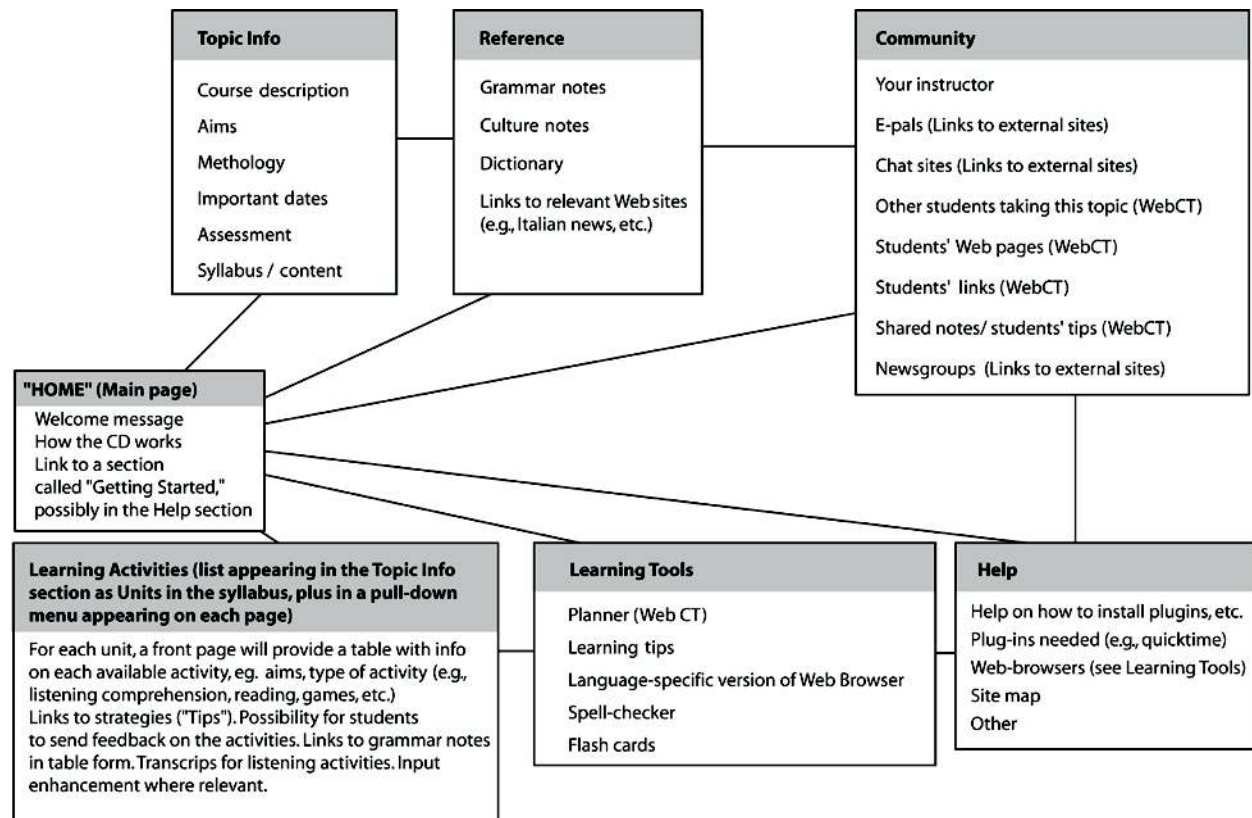 Topic Info
Course description
Aims
Methology
Important dates
Assessment
Syllabus / content
Reference
Grammar notes
Culture notes
Dictionary
Links to relevant Web sites
(e.g., Italian news, etc.)
Community
Your instructor
E-pals (Links to external sites)
Chat sites (Links to external sites)
Other students taking this topic (WebCT)
Students' Web pages (WebCT)
Students' links (WebCT)
Shared notes/ students' tips (WebCT)
Newsgroups (Links to external sites)
"HOME" (Main page)
Welcome message
How the CD works
Link to a section
called "Getting Started,"
possibly in the Help section
Learning Activities (list appearing in the Topic Info
section as Units in the syllabus, plus in a pull-down
menu appearing on each page)
For each unit, a front page will provide a table with info
on each available activity, eg. aims, type of activity (e.g.,
listening comprehension, reading, games, etc.)
Links to strategies ("Tips"). Possibility for students
to send feedback on the activities. Links to grammar notes
in table form. Transcrips for listening activities. Input
enhancement where relevant.
Learning Tools
Planner (Web CT)
Learning tips
Language-specific version of Web Browser
Spell-checker
Flash cards
Help
Help on how to install plugins, etc.
Plug-ins needed (e.g., quicktime)
Web-browsers (see Learning Tools)
Site map
Other